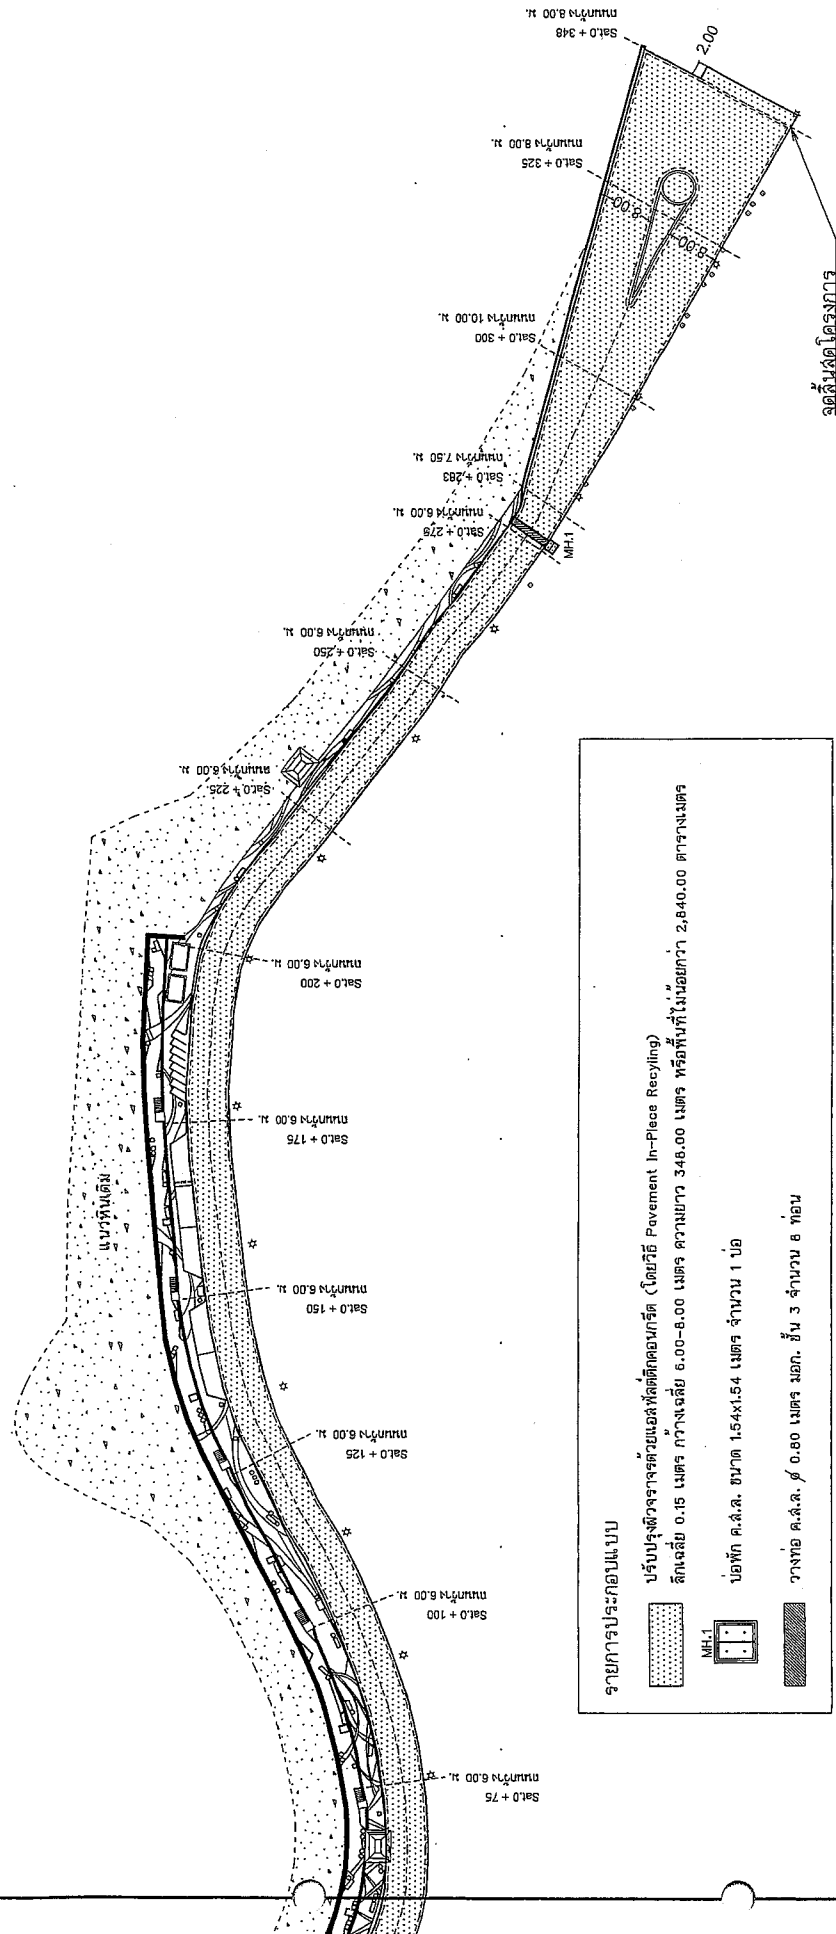 Sat.0 + 348
ถนนกว้าง 8.00 ม.
2.00
Sat.0 + 325
ถนนกว้าง 8.00 ม.
8.00
8.00
Sat.0 + 300
ถนนกว้าง 10.00 ม.
จุดสิ้นสุดโครงการ
Sat.0 + 283
ถนนกว้าง 7.50 ม.
Sat.0 + 275
ถนนกว้าง 6.00 ม.
MH.1
Sat.0 + 250
ถนนกว้าง 6.00 ม.
Sat.0 + 225
ถนนกว้าง 6.00 ม.
Sat.0 + 200
ถนนกว้าง 6.00 ม.
Sat.0 + 175
ถนนกว้าง 6.00 ม.
แนวหินเดิม
Sat.0 + 150
ถนนกว้าง 6.00 ม.
Sat.0 + 125
ถนนกว้าง 6.00 ม.
Sat.0 + 100
ถนนกว้าง 6.00 ม.
Sat.0 + 75
ถนนกว้าง 6.00 ม.
รายการประกอบแบบ
ปรับปรุงผิวจราจรด้วยแอสฟัลต์ติกคอนกรีต (โดยวิธี Pavement In-Place Recyling)
ลึกเฉลี่ย 0.15 เมตร กว้างเฉลี่ย 6.00-8.00 เมตร ความยาว 348.00 เมตร หรือพื้นที่ไม่น้อยกว่า 2,840.00 ตารางเมตร
MH.1
บ่อพัก ค.ส.ล. ขนาด 1.54x1.54 เมตร จำนวน 1 บ่อ
วางท่อ ค.ส.ล. ∅ 0.80 เมตร มอก. ชั้น 3 จำนวน 8 ท่อน